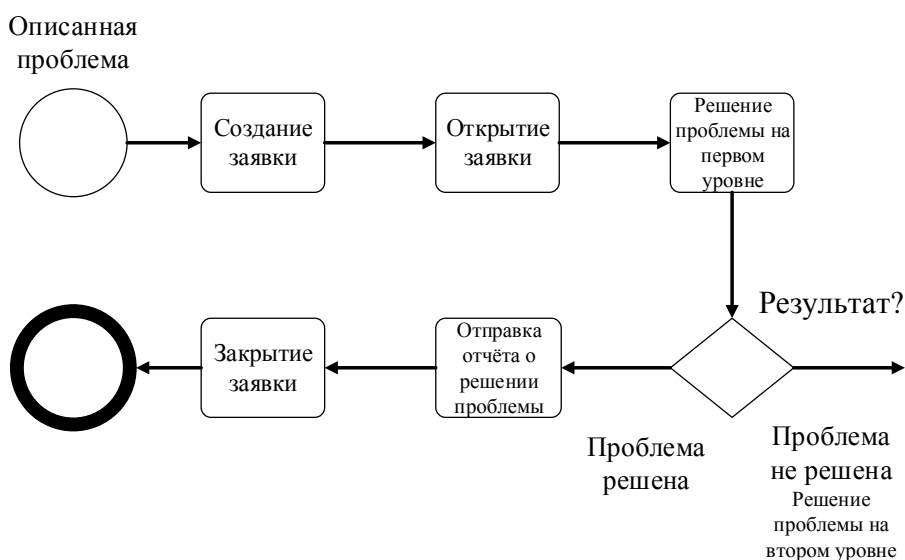 Описанная
проблема
Создание
заявки
Открытие
заявки
Решение
проблемы на
первом
уровне
Результат?
Закрытие
заявки
Отправка
отчёта о
решении
проблемы
Проблема
решена
Проблема
не решена
Решение
проблемы на
втором уровне